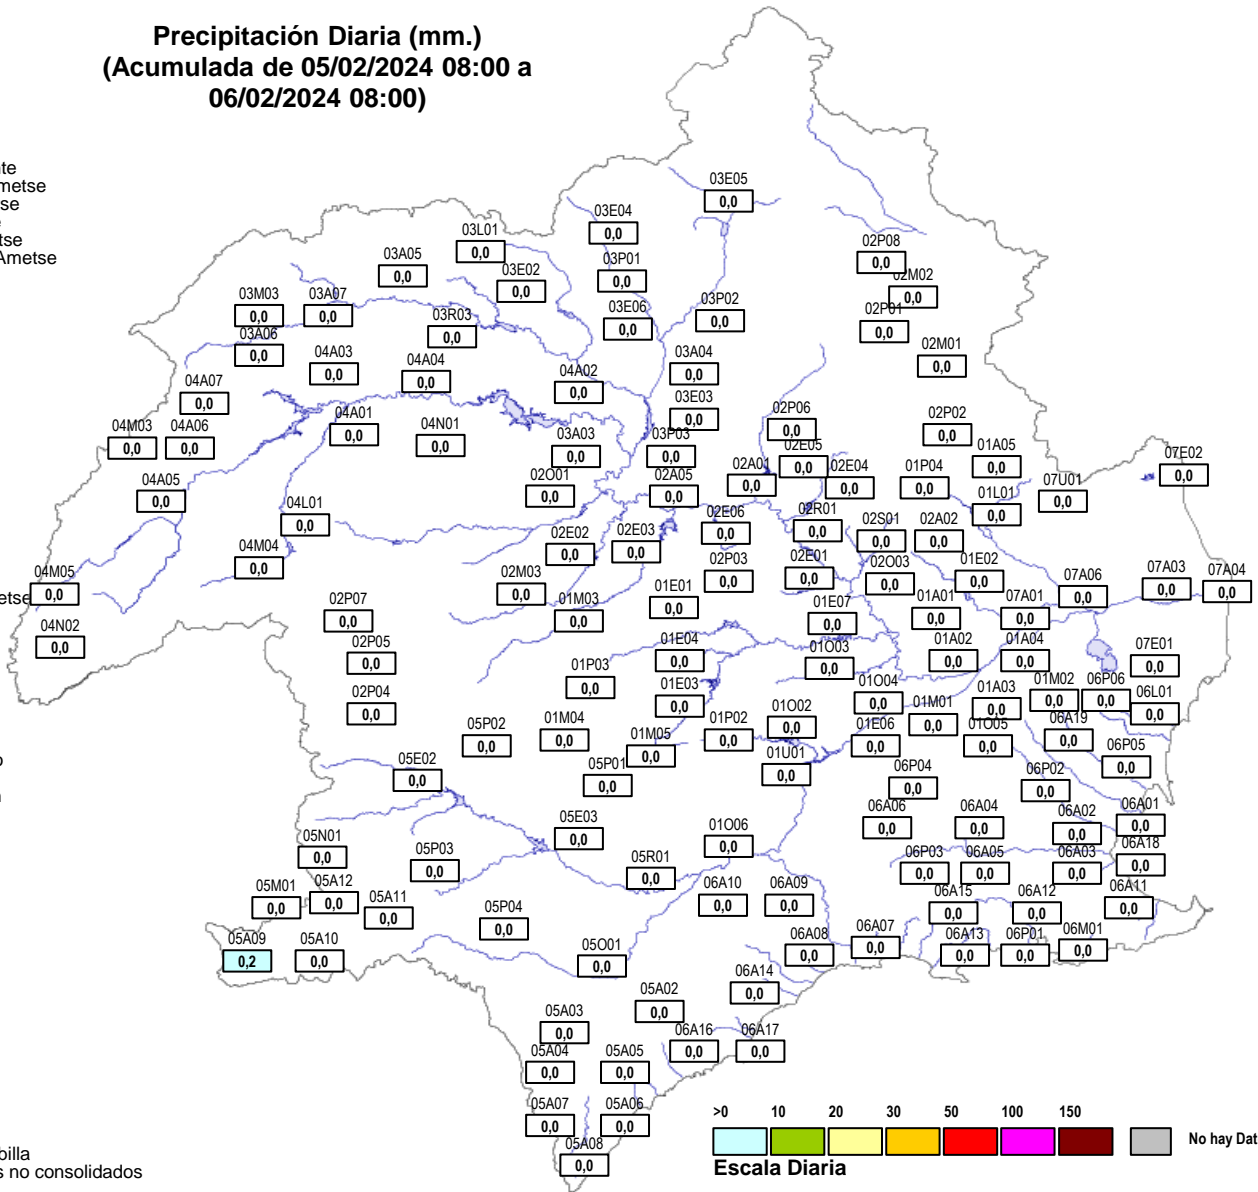 Precipitación Diaria (mm.)
(Acumulada de 05/02/2024 08:00 a
06/02/2024 08:00)
nte
metse
tse
e
tse
Ametse
03E05
0,0
03E04
0,0
03L01
0,0
02P08
0,0
03A05
0,0
03P01
0,0
03E02
0,0
02M02
0,0
03M03
0,0
03A07
0,0
03P02
0,0
03E06
0,0
02P01
0,0
03R03
0,0
03A06
0,0
02M01
0,0
04A03
0,0
03A04
0,0
04A04
0,0
04A02
0,0
04A07
0,0
03E03
0,0
04A01
0,0
02P06
0,0
02P02
0,0
04M03
0,0
04A06
0,0
04N01
0,0
03A03
0,0
03P03
0,0
02E05
0,0
01A05
0,0
07E02
0,0
02A01
0,0
02E04
0,0
01P04
0,0
04A05
0,0
02O01
0,0
02A05
0,0
07U01
0,0
01L01
0,0
04L01
0,0
02E06
0,0
02R01
0,0
02S01
0,0
02A02
0,0
02E02
0,0
02E03
0,0
04M04
0,0
02P03
0,0
02E01
0,0
02O03
0,0
01E02
0,0
04M05
0,0
02M03
0,0
07A06
0,0
07A03
0,0
07A04
0,0
etse
02P07
0,0
01M03
0,0
01E01
0,0
01E07
0,0
01A01
0,0
07A01
0,0
04N02
0,0
02P05
0,0
01E04
0,0
01O03
0,0
01A02
0,0
01A04
0,0
07E01
0,0
01P03
0,0
02P04
0,0
01E03
0,0
01O04
0,0
01A03
0,0
01M02
0,0
06P06
0,0
06L01
0,0
05P02
0,0
01M04
0,0
01M05
0,0
01P02
0,0
01O02
0,0
01M01
0,0
01E06
0,0
01O05
0,0
06A19
0,0
05E02
0,0
05P01
0,0
01U01
0,0
06P04
0,0
06P02
0,0
06P05
0,0
05E03
0,0
01O06
0,0
06A06
0,0
06A04
0,0
06A02
0,0
06A01
0,0
05N01
0,0
05P03
0,0
05R01
0,0
06P03
0,0
06A05
0,0
06A03
0,0
06A18
0,0
05M01
0,0
05A12
0,0
05A11
0,0
06A10
0,0
06A09
0,0
06A15
0,0
06A12
0,0
06A11
0,0
05A09
0,2
05A10
0,0
05P04
0,0
05O01
0,0
06A08
0,0
06A07
0,0
06A13
0,0
06P01
0,0
06M01
0,0
05A02
0,0
06A14
0,0
05A03
0,0
06A16
0,0
06A17
0,0
05A04
0,0
05A05
0,0
05A07
0,0
05A06
0,0
05A08
0,0
>0 10 20 30 50 100 150
No hay Dat
Escala Diaria
billa
s no consolidados